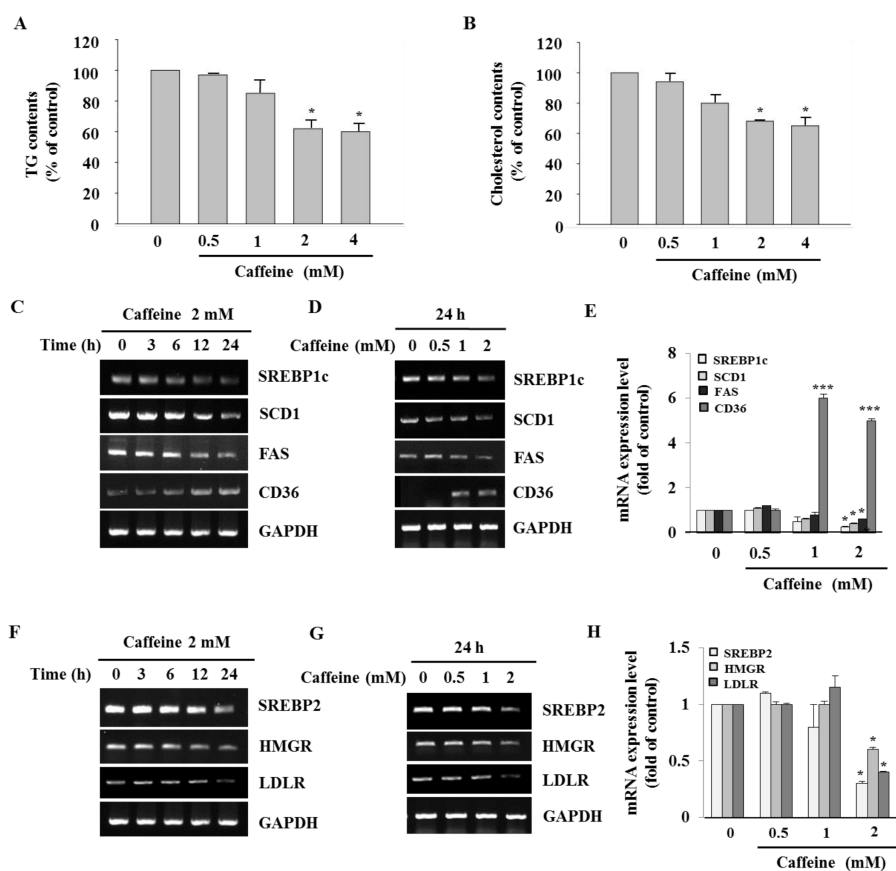 A
120
100
80
60
40
20
0
TG contents
(% of control)
* *
0 0.5 1 2 4
Caffeine (mM)
B
120
100
80
60
40
20
0
Cholesterol contents
(% of control)
* *
0 0.5 1 2 4
Caffeine (mM)
C
Caffeine 2 mM
Time (h) 0 3 6 12 24
SREBP1c
SCD1
FAS
CD36
GAPDH
D
24 h
Caffeine (mM) 0 0.5 1 2
SREBP1c
SCD1
FAS
CD36
GAPDH
E
8
6
4
2
0
mRNA expression level
(fold of control)
SREBP1c
SCD1
FAS
CD36
***
***
* * *
0 0.5 1 2
Caffeine (mM)
F
Caffeine 2 mM
Time (h) 0 3 6 12 24
SREBP2
HMGR
LDLR
GAPDH
G
24 h
Caffeine (mM) 0 0.5 1 2
SREBP2
HMGR
LDLR
GAPDH
H
1.5
1
0.5
0
mRNA expression level
(fold of control)
SREBP2
HMGR
LDLR
* * *
0 0.5 1 2
Caffeine (mM)